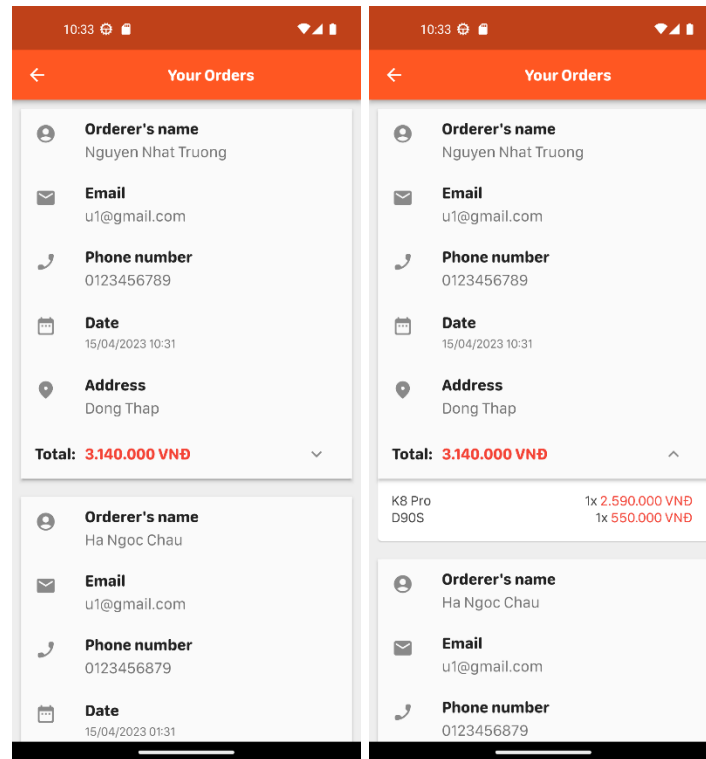 10:33
Your Orders
Orderer's name
Nguyen Nhat Truong
Email
u1@gmail.com
Phone number
0123456789
Date
15/04/2023 10:31
Address
Dong Thap
Total: 3.140.000 VNĐ
Orderer's name
Ha Ngoc Chau
Email
u1@gmail.com
Phone number
0123456879
Date
15/04/2023 01:31
10:33
Your Orders
Orderer's name
Nguyen Nhat Truong
Email
u1@gmail.com
Phone number
0123456789
Date
15/04/2023 10:31
Address
Dong Thap
Total: 3.140.000 VNĐ
K8 Pro 1x 2.590.000 VNĐ
D90S 1x 550.000 VNĐ
Orderer's name
Ha Ngoc Chau
Email
u1@gmail.com
Phone number
0123456879